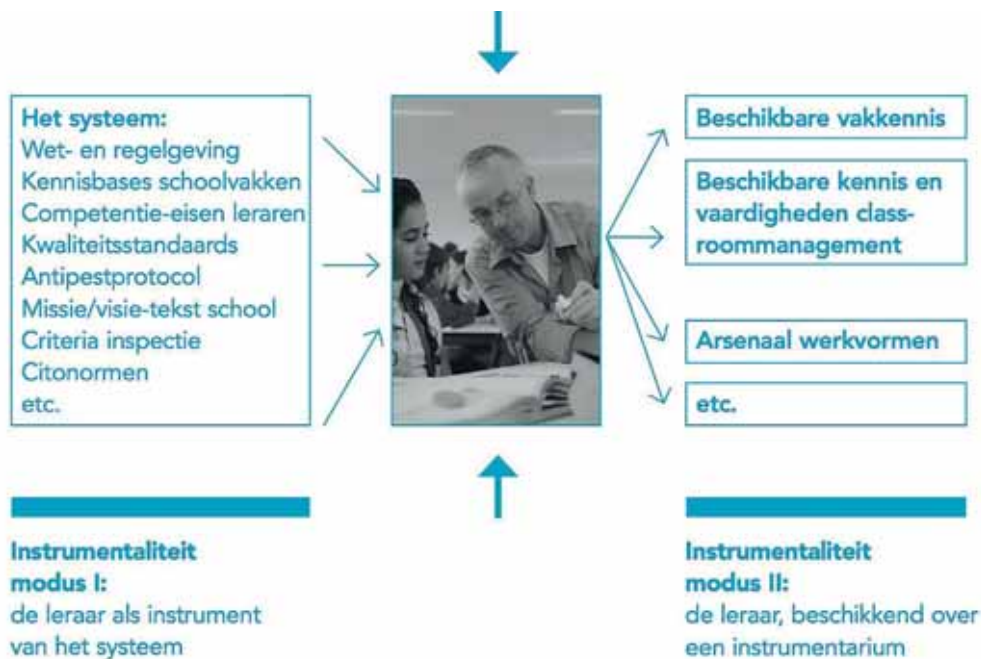 Het systeem:
Wet- en regelgeving
Kennisbases schoolvakken
Competentie-eisen leraren
Kwaliteitsstandaards
Antipestprotocol
Missie/visie-tekst school
Criteria inspectie
Citonormen
etc.
Beschikbare vakkennis
Beschikbare kennis en
vaardigheden class-
roommanagement
Arsenaal werkvormen
etc.
Instrumentaliteit
modus I:
de leraar als instrument
van het systeem
Instrumentaliteit
modus II:
de leraar, beschikkend over
een instrumentarium